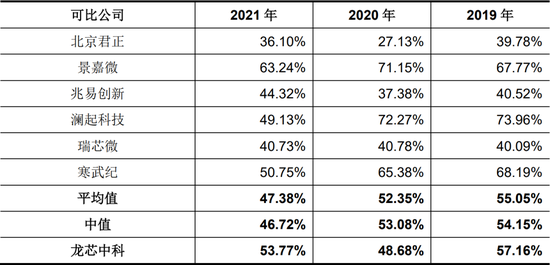 可比公司 2021 年 2020 年 2019 年
北京君正 36.10% 27.13% 39.78%
景嘉微 63.24% 71.15% 67.77%
兆易创新 44.32% 37.38% 40.52%
澜起科技 49.13% 72.27% 73.96%
瑞芯微 40.73% 40.78% 40.09%
寒武纪 50.75% 65.38% 68.19%
平均值 47.38% 52.35% 55.05%
中值 46.72% 53.08% 54.15%
龙芯中科 53.77% 48.68% 57.16%